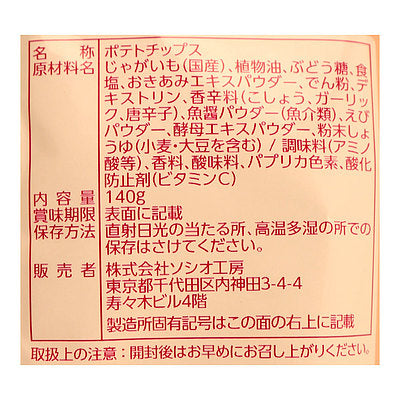 名称 ポテトチップス
原材料名 じゃがいも(国産)、植物油、ぶどう糖、食
塩、おきあみエキスパウダー、でん粉、デ
キストリン、香辛料(こしょう、ガーリッ
ク、唐辛子)、魚醤パウダー(魚介類)、えび
パウダー、酵母エキスパウダー、粉末しょ
うゆ(小麦・大豆を含む) / 調味料(アミノ
酸等)、香料、酸味料、パプリカ色素、酸化
防止剤(ビタミンC)
内容量 140g
賞味期限 表面に記載
保存方法 直射日光の当たる所、高温多湿の所での
保存はさけてください。
販売者 株式会社ソシオ工房
東京都千代田区内神田3-4-4
寿々木ビル4階
製造所固有記号はこの面の右上に記載
取扱上の注意：開封後はお早めにお召し上がりください。